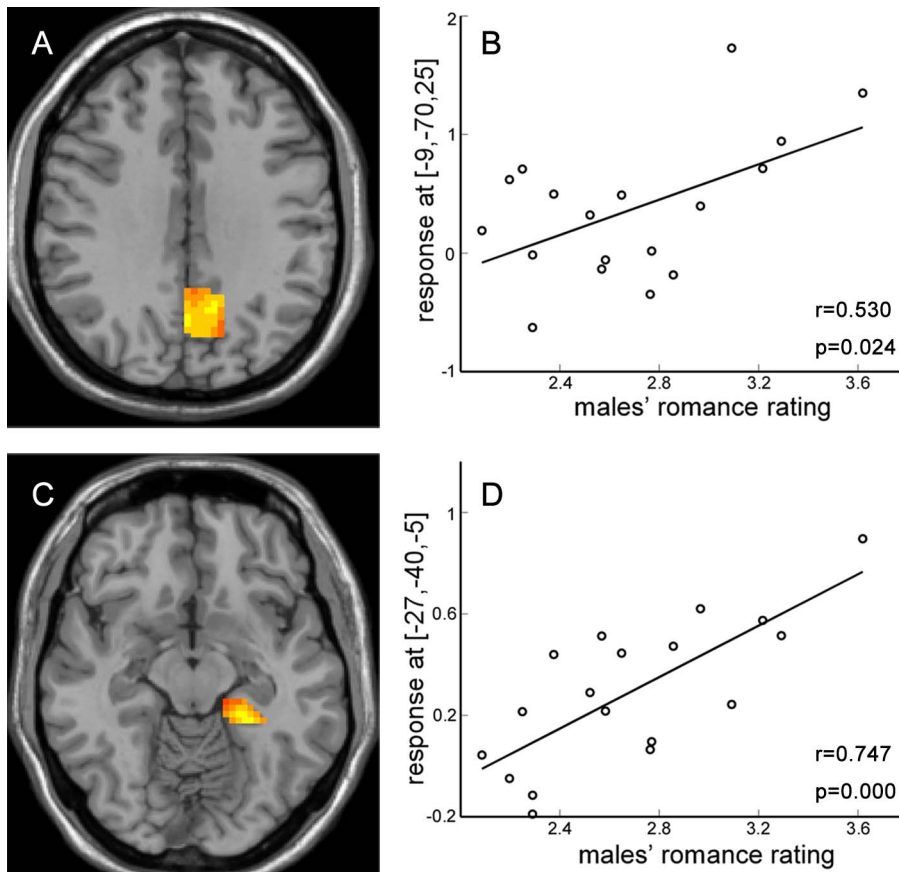 A
B
response at [-9,-70,25]
2
1
0
-1
r=0.530
p=0.024
2.4 2.8 3.2 3.6
males’ romance rating
C
D
response at [-27,-40,-5]
1
0.6
0.2
-0.2
r=0.747
p=0.000
2.4 2.8 3.2 3.6
males’ romance rating